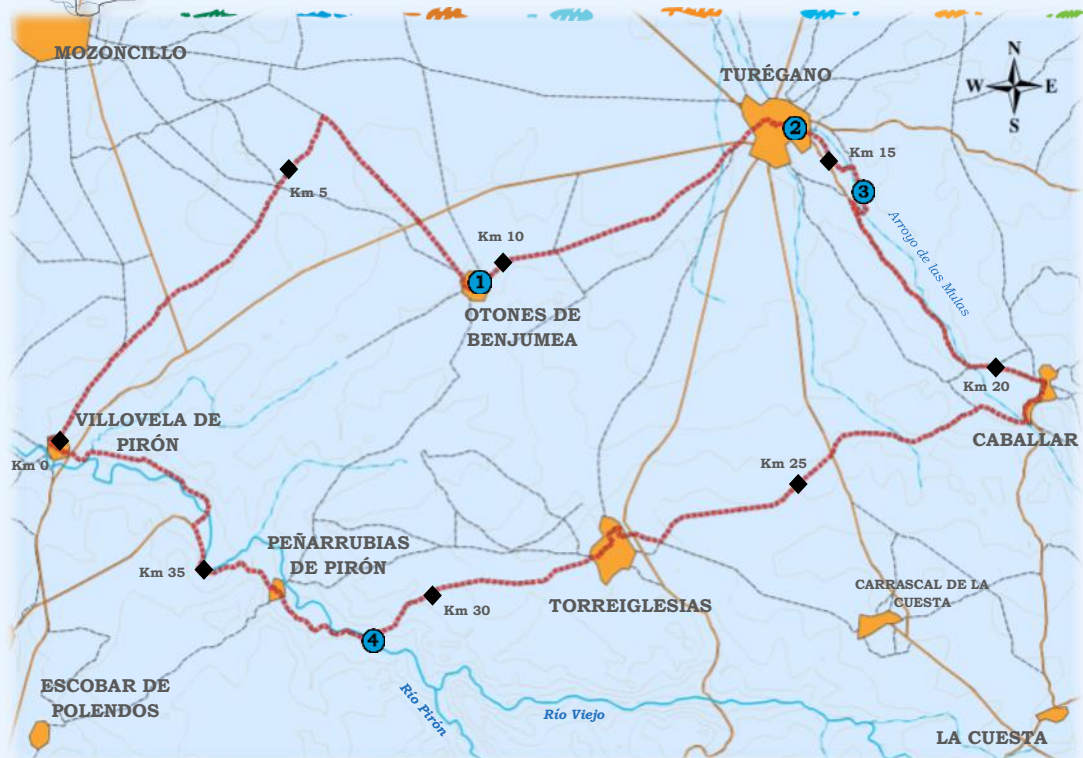 MOZONCILLO
TURÉGANO
N
W E
S
2
Km 15
Km 5
3
Arroyo de las Mulas
Km 10
1
OTONES DE
BENJUMEA
Km 20
VILLOVELA DE
PIRÓN
Km 0
CABALLAR
Km 25
PEÑARRUBIAS
DE PIRÓN
Km 35
Km 30
TORREIGLESIAS
CARRASCAL DE LA
CUESTA
4
ESCOBAR DE
POLENDOS
Río Pirón
Río Viejo
LA CUESTA